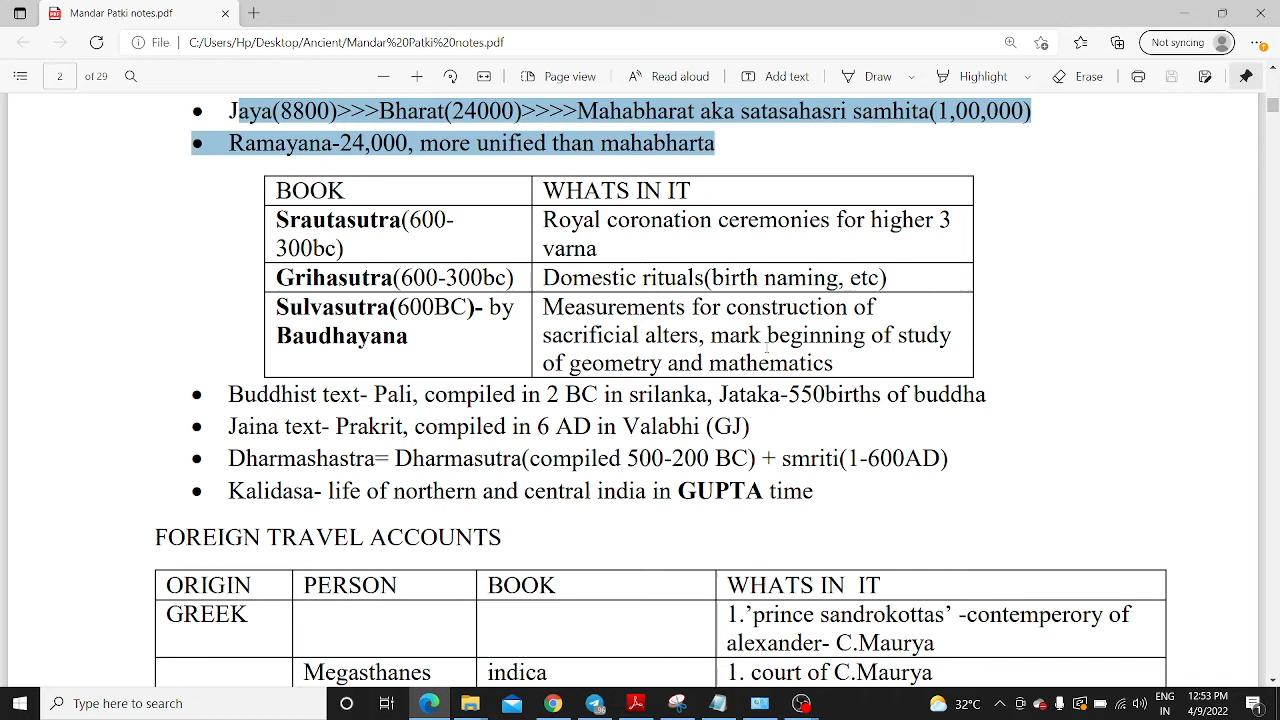 Mandar Patki notes.pdf
File
C:/Users/Hp/Desktop/Ancient/Mandar%20Patki%20notes.pdf
Not syncing
2
of 29
Page view
Read aloud
Add text
Draw
Highlight
Erase
• Jaya(8800)>>>Bharat(24000)>>>>Mahabharat aka satasahasri samhita(1,00,000)
• Ramayana-24,000, more unified than mahabharta
BOOK WHATS IN IT
Srautasutra(600- Royal coronation ceremonies for higher 3
300bc) varna
Grihasutra(600-300bc) Domestic rituals(birth naming, etc)
Sulvasutra(600BC)- by Measurements for construction of
Baudhayana sacrificial alters, mark beginning of study
of geometry and mathematics
• Buddhist text- Pali, compiled in 2 BC in srilanka, Jataka-550births of buddha
• Jaina text- Prakrit, compiled in 6 AD in Valabhi (GJ)
• Dharmashastra= Dharmasutra(compiled 500-200 BC) + smriti(1-600AD)
• Kalidasa- life of northern and central india in GUPTA time
FOREIGN TRAVEL ACCOUNTS
ORIGIN PERSON BOOK WHATS IN IT
GREEK 1.’prince sandrokottas’ -contemperory of
alexander- C.Maurya
Megasthanes indica 1. court of C.Maurya
Type here to search
32°C
ENG
IN
12:53 PM
4/9/2022